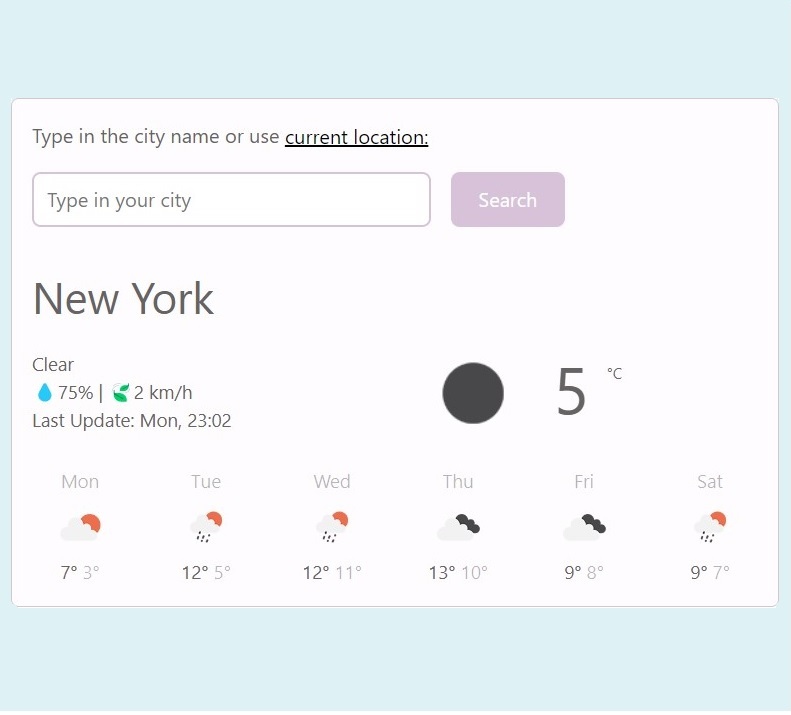 Type in the city name or use current location:
Type in your city Search
New York
Clear
75% | 2 km/h
Last Update: Mon, 23:02
5 °C
Mon Tue Wed Thu Fri Sat
7° 3° 12° 5° 12° 11° 13° 10° 9° 8° 9° 7°